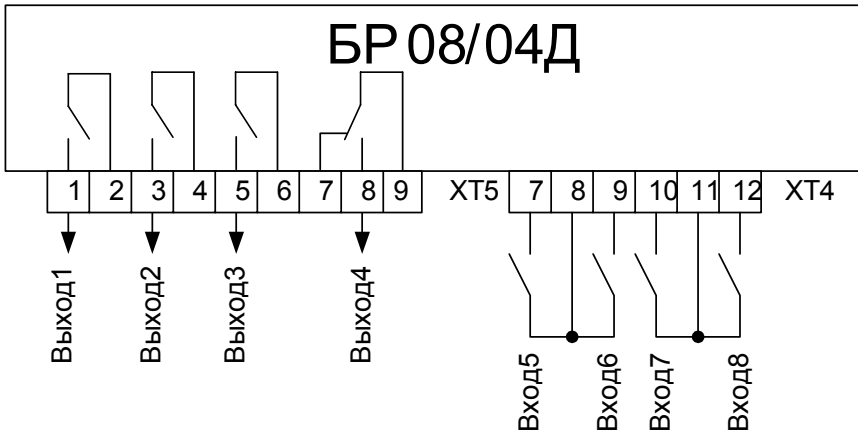 БР 08/04Д
1 2 3 4 5 6 7 8 9 XT5 7 8 9 10 11 12 XT4
Выход1
Выход2
Выход3
Выход4
Вход5
Вход6
Вход7
Вход8